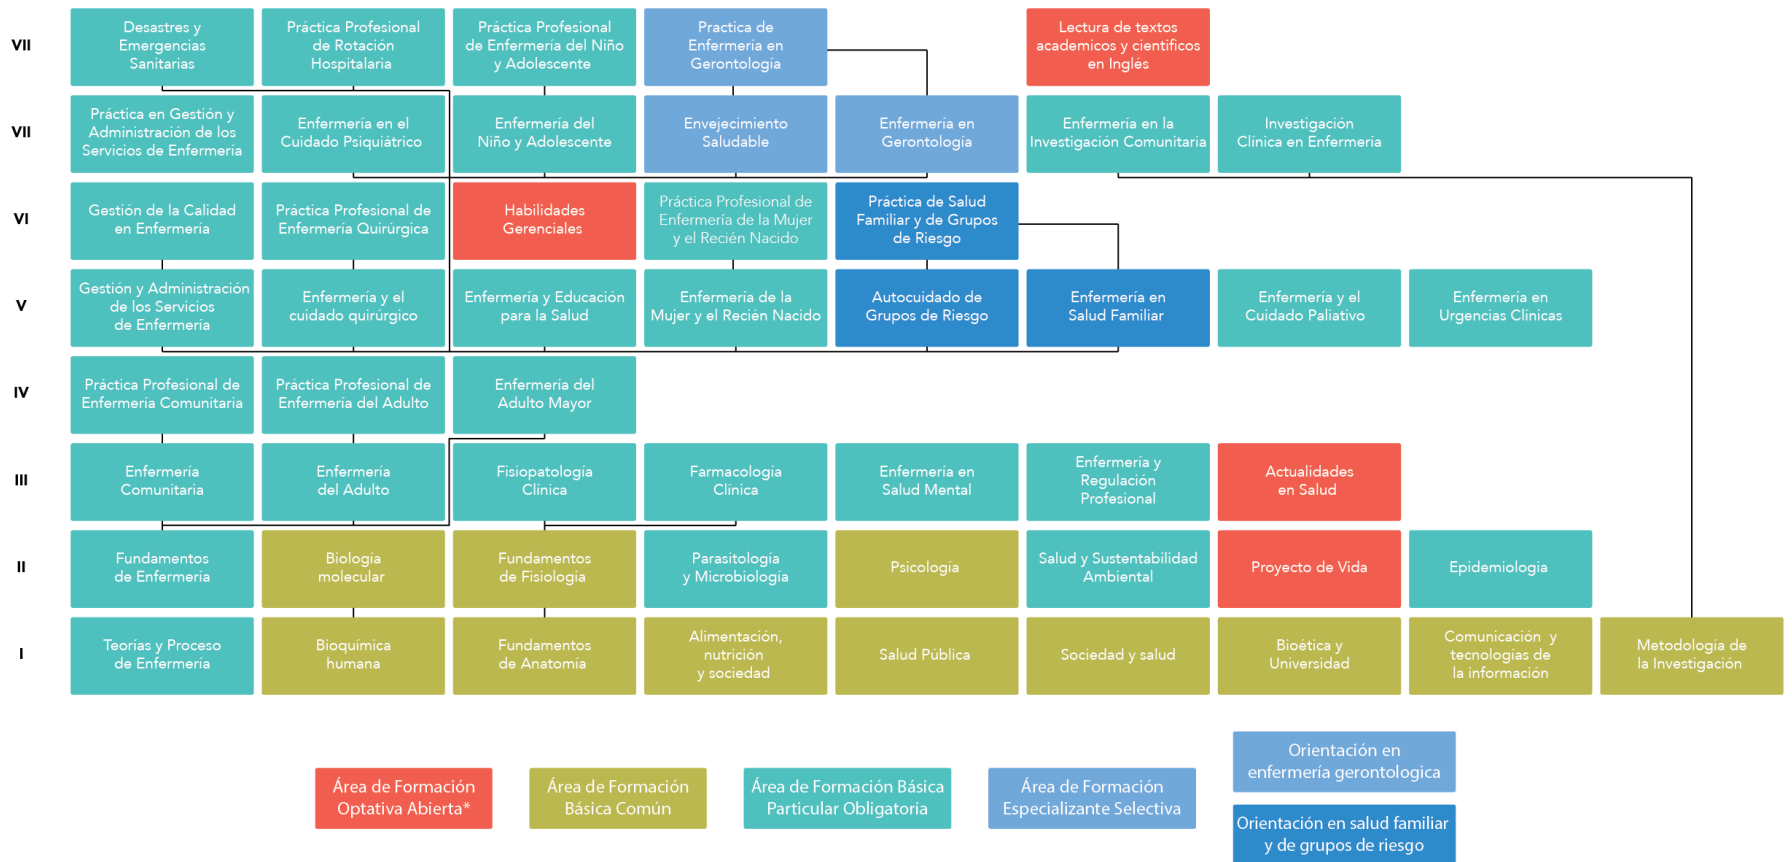 VII
Desastres y
Emergencias
Sanitarias
Práctica Profesional
de Rotación
Hospitalaria
Práctica Profesional
de Enfermería del Niño
y Adolescente
Practica de
Enfermería en
Gerontología
Lectura de textos
academicos y cientificos
en Inglés
VII
Práctica en Gestión y
Administración de los
Servicios de Enfermería
Enfermería en el
Cuidado Psiquiátrico
Enfermería del
Niño y Adolescente
Envejecimiento
Saludable
Enfermería en
Gerontología
Enfermería en la
Investigación Comunitaria
Investigación
Clínica en Enfermería
VI
Gestión de la Calidad
en Enfermería
Práctica Profesional de
Enfermería Quirúrgica
Habilidades
Gerenciales
Práctica Profesional de
Enfermería de la Mujer
y el Recién Nacido
Práctica de Salud
Familiar y de Grupos
de Riesgo
V
Gestión y Administración
de los Servicios
de Enfermería
Enfermería y el
cuidado quirúrgico
Enfermería y Educación
para la Salud
Enfermería de la
Mujer y el Recién Nacido
Autocuidado de
Grupos de Riesgo
Enfermería en
Salud Familiar
Enfermería y el
Cuidado Paliativo
Enfermería en
Urgencias Clínicas
IV
Práctica Profesional de
Enfermería Comunitaria
Práctica Profesional de
Enfermería del Adulto
Enfermería del
Adulto Mayor
III
Enfermería
Comunitaria
Enfermería
del Adulto
Fisiopatología
Clínica
Farmacología
Clínica
Enfermería en
Salud Mental
Enfermería y
Regulación
Profesional
Actualidades
en Salud
II
Fundamentos
de Enfermería
Biología
molecular
Fundamentos
de Fisiología
Parasitología
y Microbiología
Psicología
Salud y Sustentabilidad
Ambiental
Proyecto de Vida
Epidemiologia
I
Teorías y Proceso
de Enfermería
Bioquímica
humana
Fundamentos
de Anatomía
Alimentación,
nutrición
y sociedad
Salud Pública
Sociedad y salud
Bioética y
Universidad
Comunicación y
tecnologías de
la información
Metodología de
la Investigación
Área de Formación
Optativa Abierta*
Área de Formación
Básica Común
Área de Formación Básica
Particular Obligatoria
Área de Formación
Especializante Selectiva
Orientación en
enfermería gerontologica
Orientación en salud familiar
y de grupos de riesgo